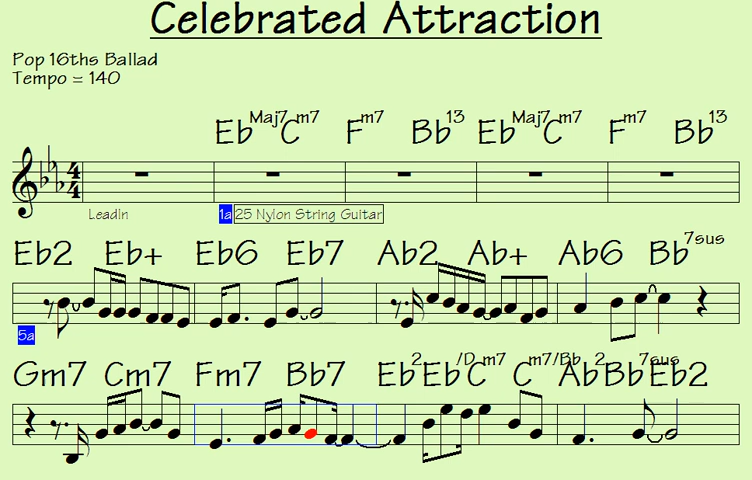 Celebrated Attraction
Pop 16ths Ballad
Tempo = 140
EbMaj7 Cm7 Fm7 Bb13 EbMaj7 Cm7 Fm7 Bb13
4
4
LeadIn 1a 25 Nylon String Guitar
Eb2 Eb+ Eb6 Eb7 Ab2 Ab+ Ab6 Bb7sus
5a
Gm7 Cm7 Fm7 Bb7 Eb2 Eb/D Cm7 Cm7/Bb Ab2 Bb7sus Eb2